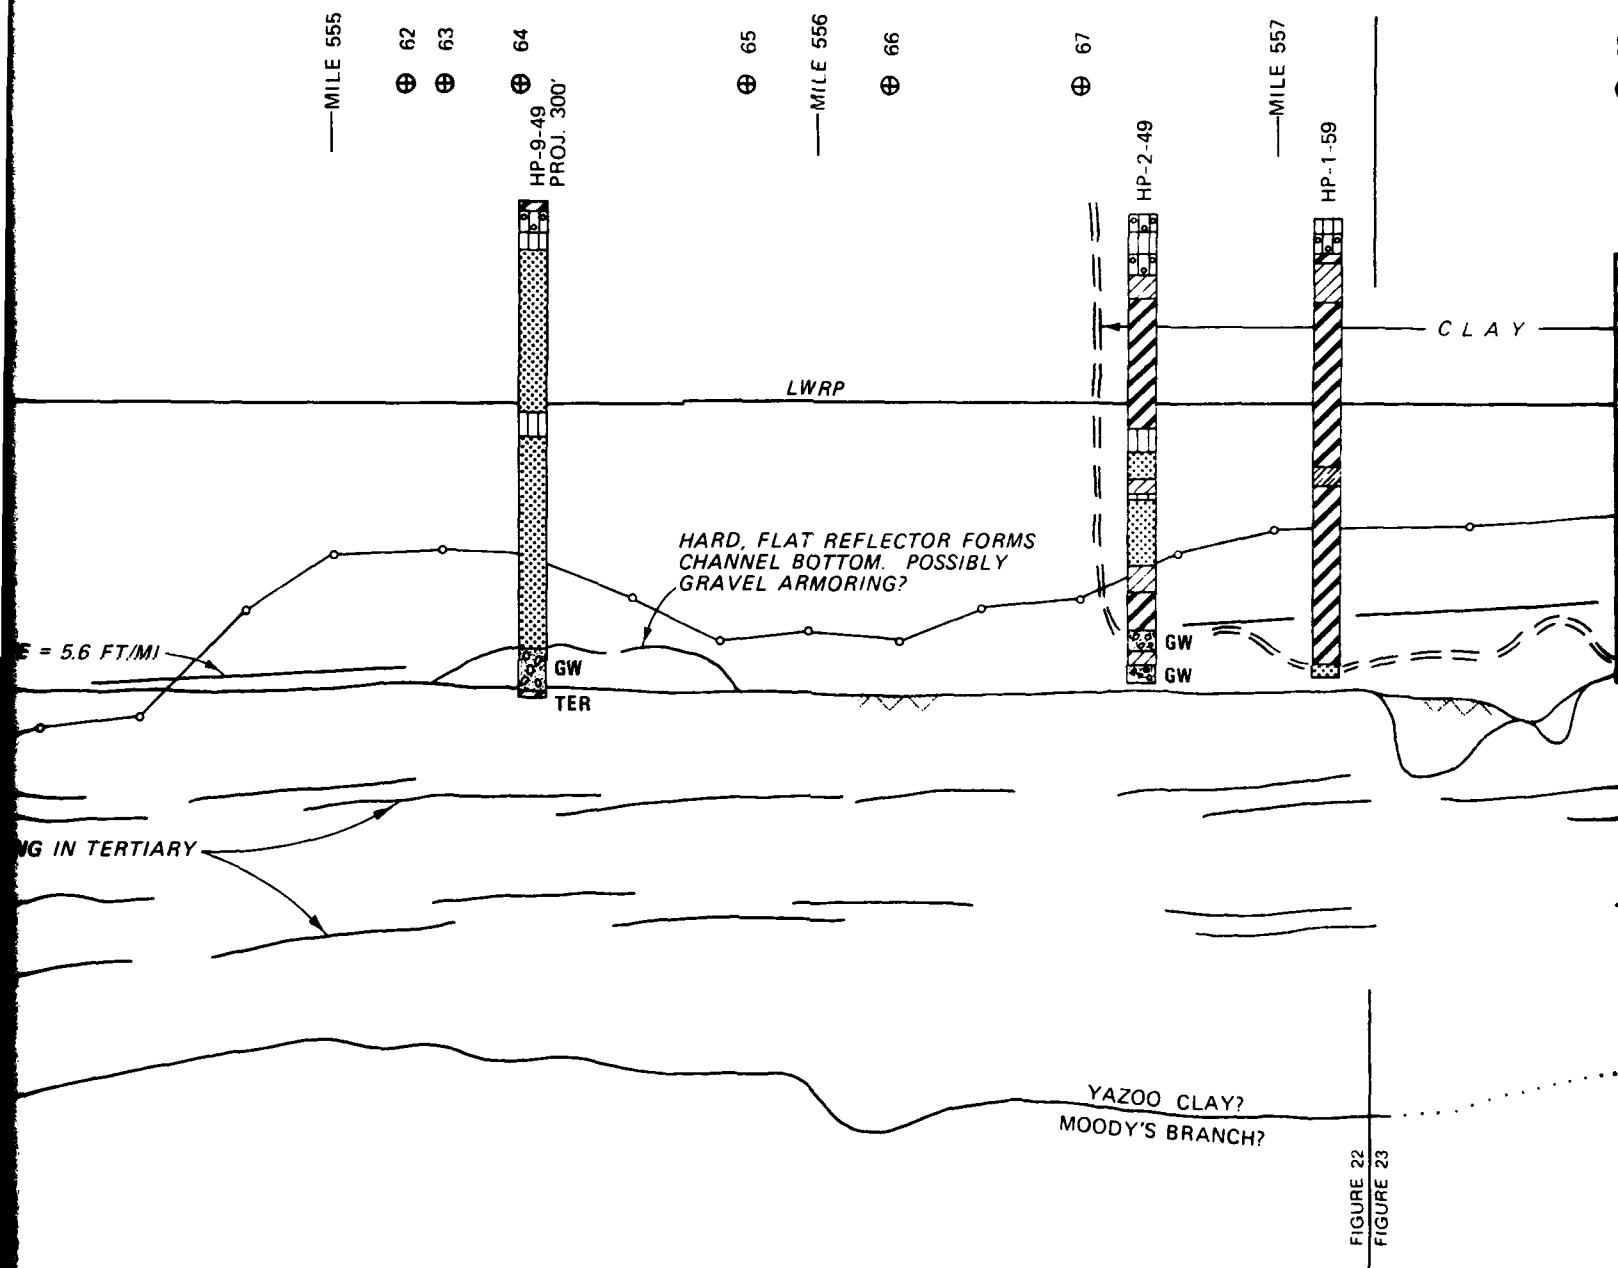 MILE 555
62
63
64
65
MILE 556
66
67
MILE 557
HP-9-49
PROJ. 300'
HP-2-49
HP-1-59
CLAY
LWRP
HARD, FLAT REFLECTOR FORMS
CHANNEL BOTTOM. POSSIBLY
GRAVEL ARMORING?
= 5.6 FT/MI
GW
TER
GW
GW
IN TERTIARY
YAZOO CLAY?
MOODY'S BRANCH?
FIGURE 22
FIGURE 23